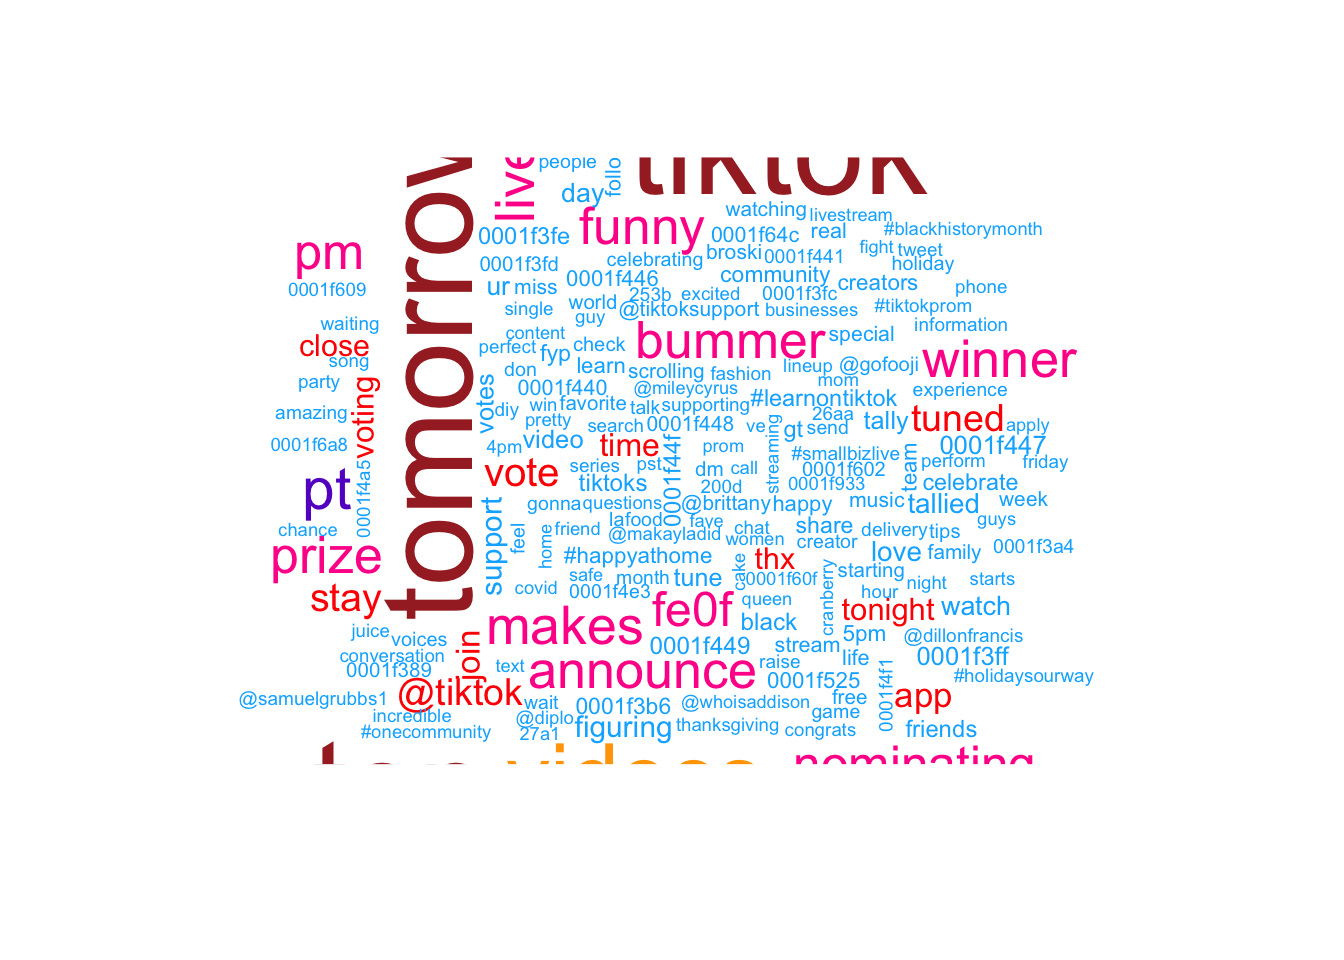 tiktok
tomorrow
live
people
follo
day
watching
livestream
funny
0001f3fe
0001f64c
real
#blackhistorymonth
pm
0001f3fd
celebrating
broski
0001f441
fight
tweet
holiday
0001f609
ur
miss
0001f446
community
creators
phone
single
world
253b
excited
0001f3fc
@tiktoksupport
businesses
#tiktokprom
guy
waiting
content
information
close
song
perfect
fyp
check
bummer
special
winner
party
don
learn
scrolling
fashion
lineup
@gofooji
mom
voting
votes
0001f440
@mileycyrus
#learnontiktok
experience
amazing
diy
win
favorite
talk
supporting
26aa
tally
tuned
apply
pretty
search
0001f448
ve
gt
send
0001f6a8
4pm
video
time
0001f44f
prom
streaming
#smallbizlive
team
0001f447
friday
0001f4a5
vote
series
pst
dm
call
0001f602
perform
pt
tiktoks
200d
0001f933
celebrate
support
gonna
questions
@brittany
happy
music
tallied
week
chance
feel
home
friend
lafood
fave
chat
share
delivery
tips
guys
@makayladid
women
creator
prize
#happyathome
cake
thx
love
family
0001f3a4
stay
safe
month
tune
0001f60f
cranberry
starting
covid
0001f4e3
hour
night
starts
makes
fe0f
queen
tonight
watch
juice
voices
black
5pm
@dillonfrancis
conversation
join
0001f449
stream
life
0001f3ff
0001f389
text
announce
raise
0001f525
0001f4f1
#holidaysourway
@samuelgrubbs1
@tiktok
wait
0001f3b6
@whoisaddison
free
app
incredible
@diplo
game
#onecommunity
27a1
figuring
thanksgiving
congrats
friends
videos
nominating